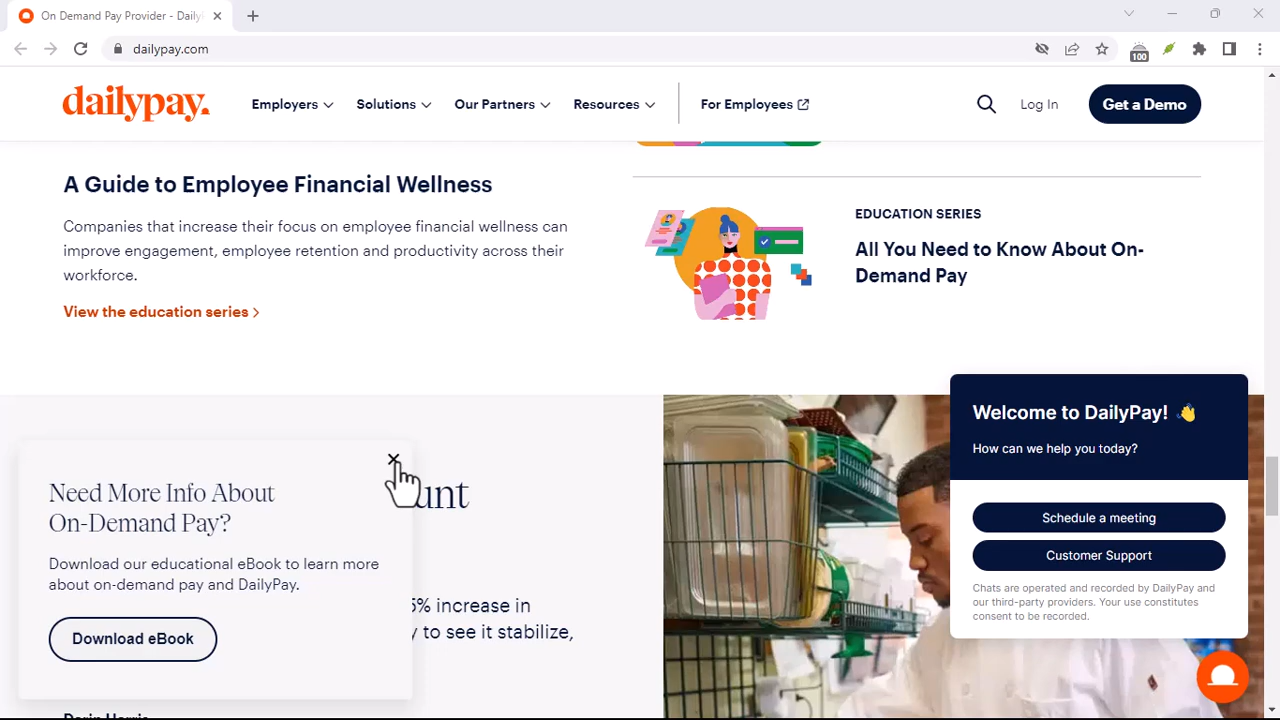 On Demand Pay Provider - Daily
dailypay.com
100
dailypay.
Employers
Solutions
Our Partners
Resources
For Employees
Log In
Get a Demo
A Guide to Employee Financial Wellness
Companies that increase their focus on employee financial wellness can
improve engagement, employee retention and productivity across their
workforce.
View the education series
EDUCATION SERIES
All You Need to Know About On-
Demand Pay
unt
5% increase in
to see it stabilize,
Need More Info About
On-Demand Pay?
Download our educational eBook to learn more
about on-demand pay and DailyPay.
Download eBook
Welcome to DailyPay! 👋
How can we help you today?
Schedule a meeting
Customer Support
Chats are operated and recorded by DailyPay and
our third-party providers. Your use constitutes
consent to be recorded.